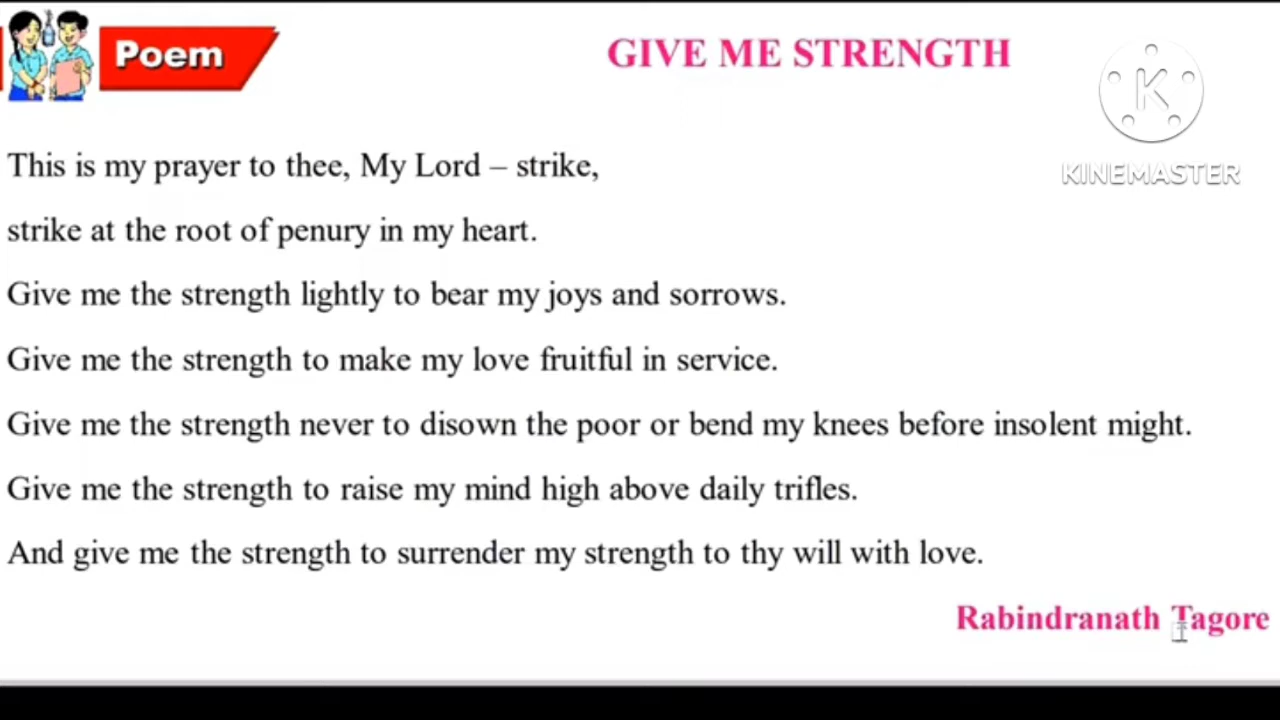 Poem
GIVE ME STRENGTH
K
KINEMASTER
This is my prayer to thee, My Lord – strike,
strike at the root of penury in my heart.
Give me the strength lightly to bear my joys and sorrows.
Give me the strength to make my love fruitful in service.
Give me the strength never to disown the poor or bend my knees before insolent might.
Give me the strength to raise my mind high above daily trifles.
And give me the strength to surrender my strength to thy will with love.
Rabindranath Tagore